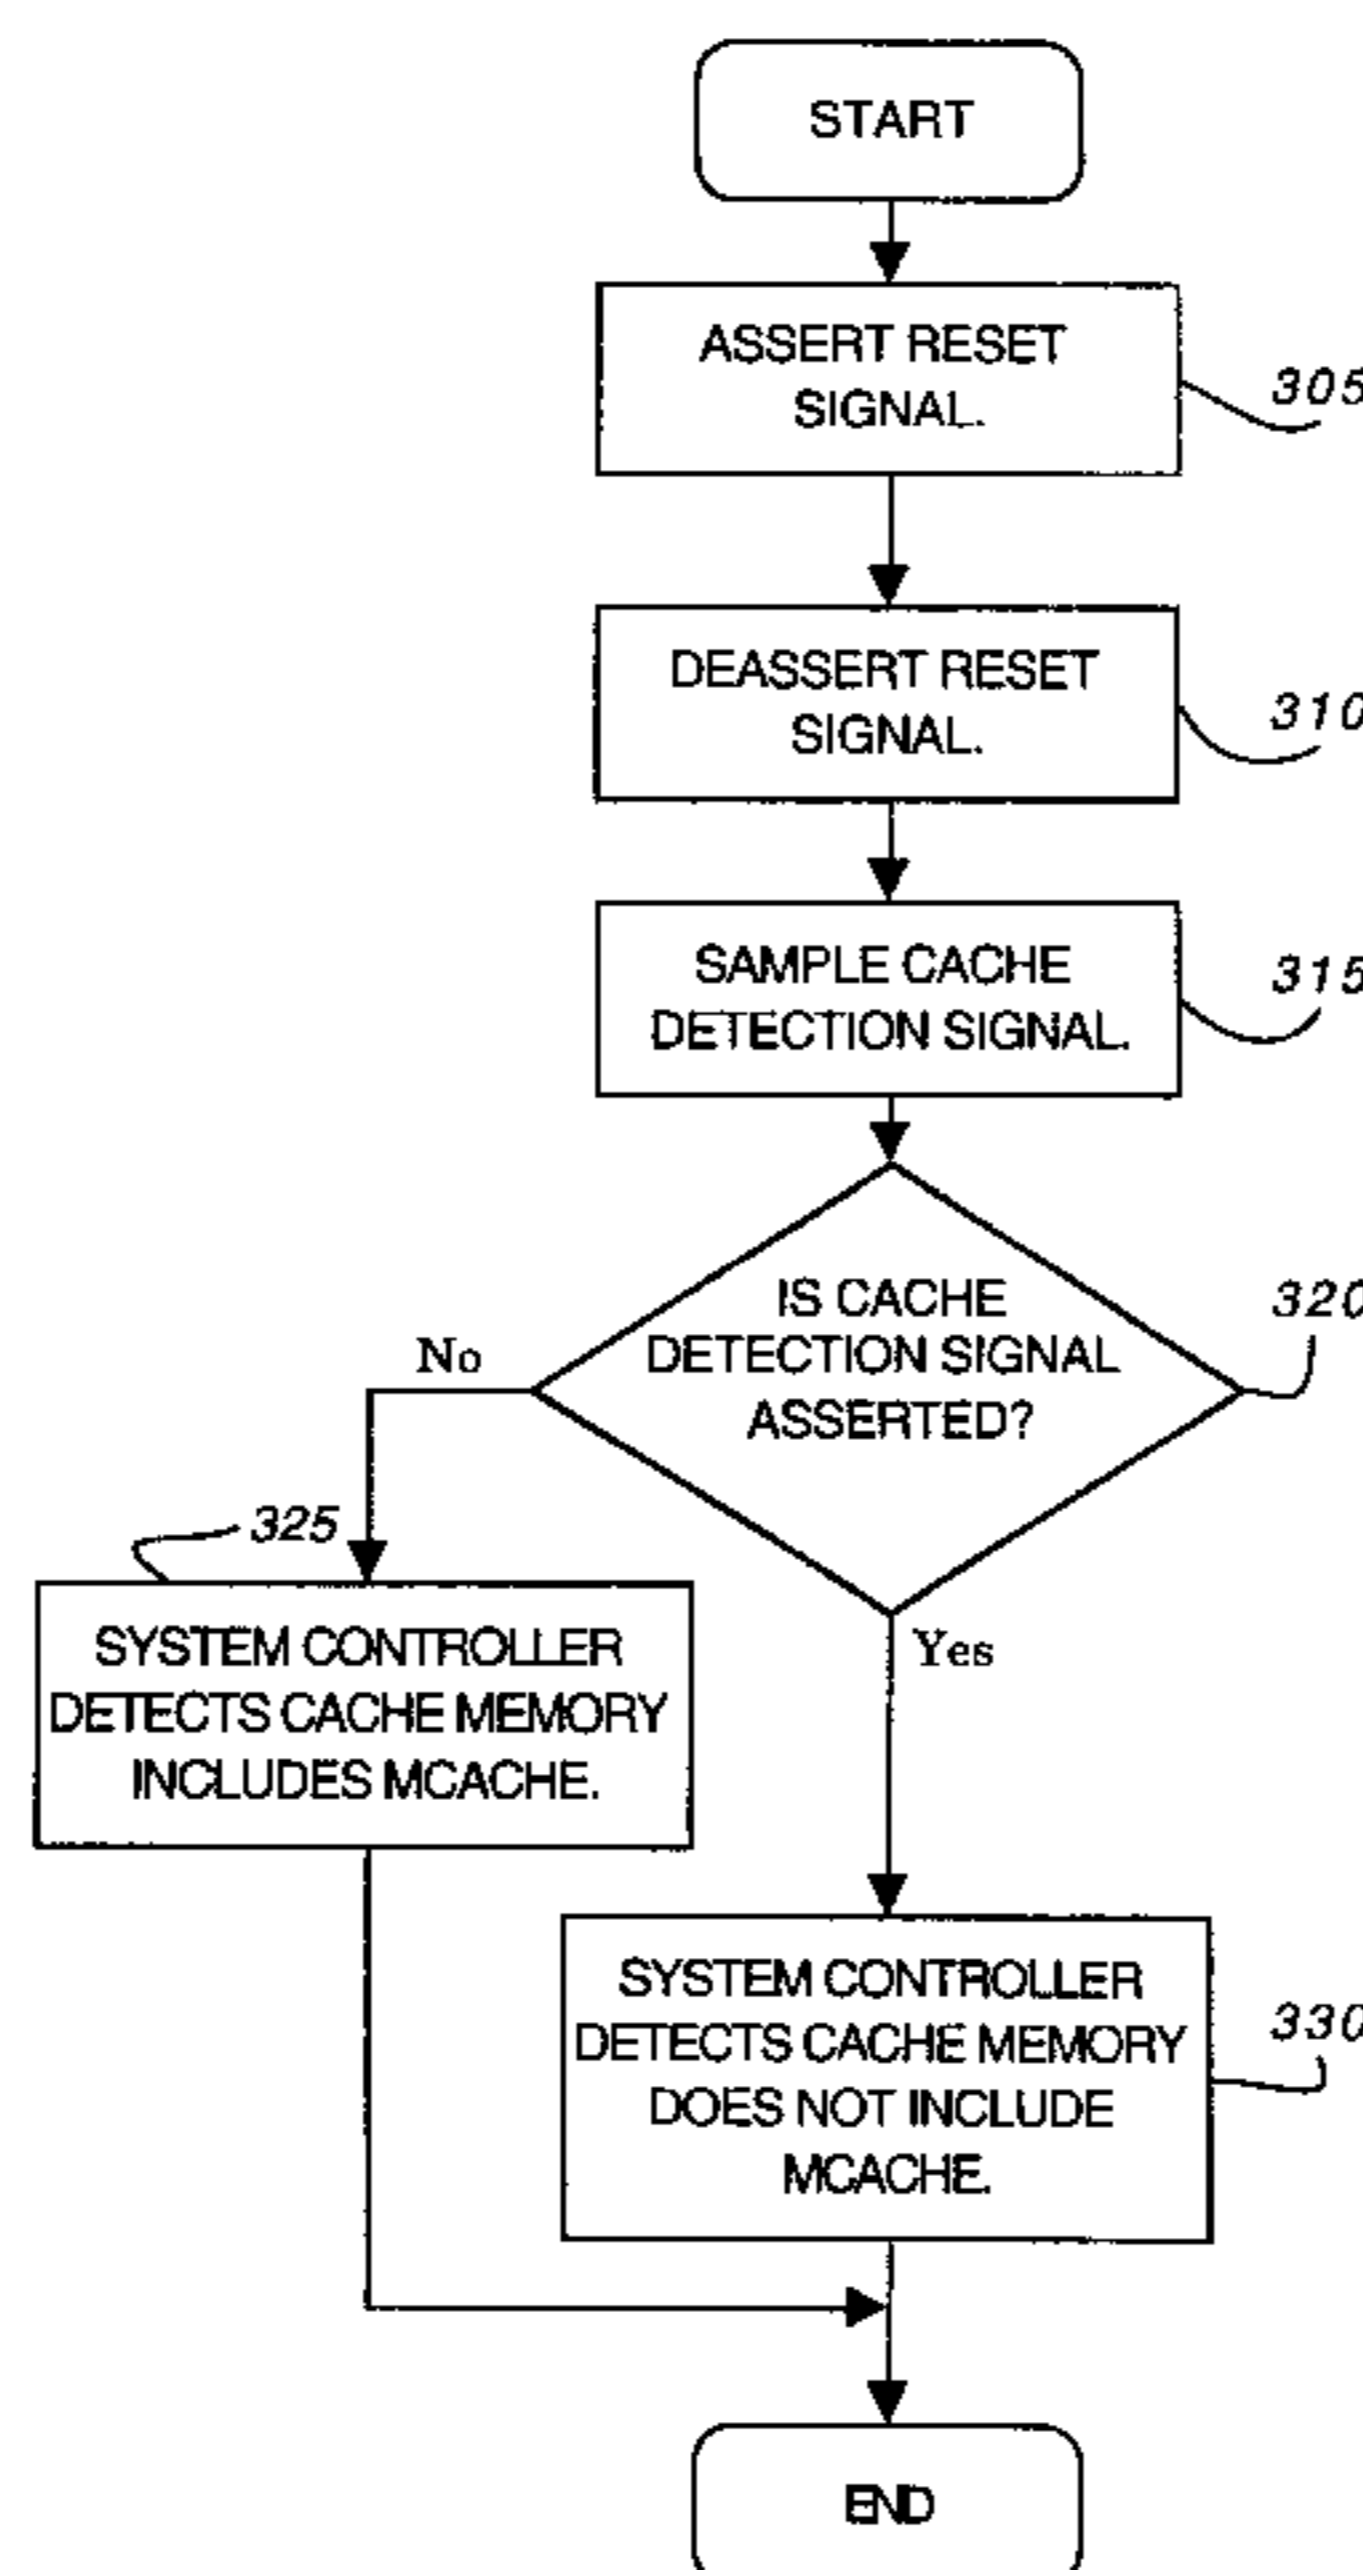 START
ASSERT RESET
SIGNAL.
305
DEASSERT RESET
SIGNAL.
310
SAMPLE CACHE
DETECTION SIGNAL.
315
IS CACHE
DETECTION SIGNAL
ASSERTED?
320
No
Yes
325
SYSTEM CONTROLLER
DETECTS CACHE MEMORY
INCLUDES MCACHE.
SYSTEM CONTROLLER
DETECTS CACHE MEMORY
DOES NOT INCLUDE
MCACHE.
330
END